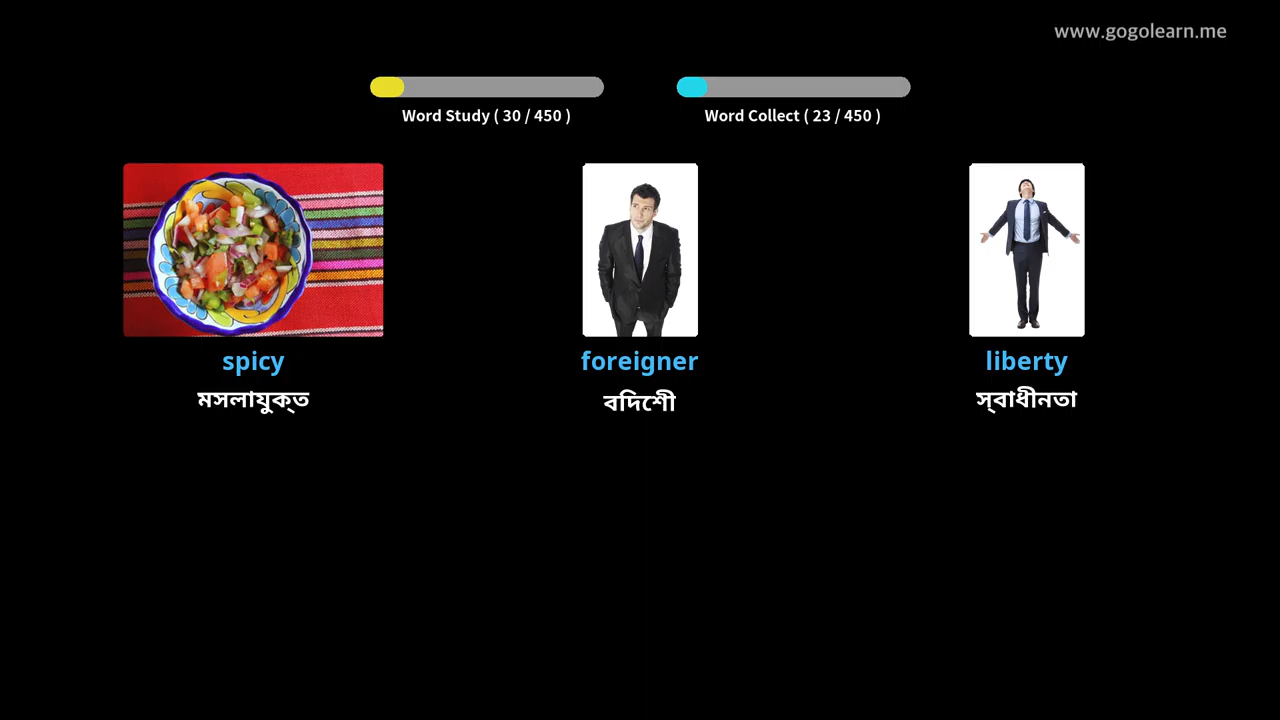 www.gogolearn.me
Word Study ( 30 / 450 )
Word Collect ( 23 / 450 )
spicy
foreigner
liberty
মসলাযুক্ত
বিদেশী
স্বাধীনতা